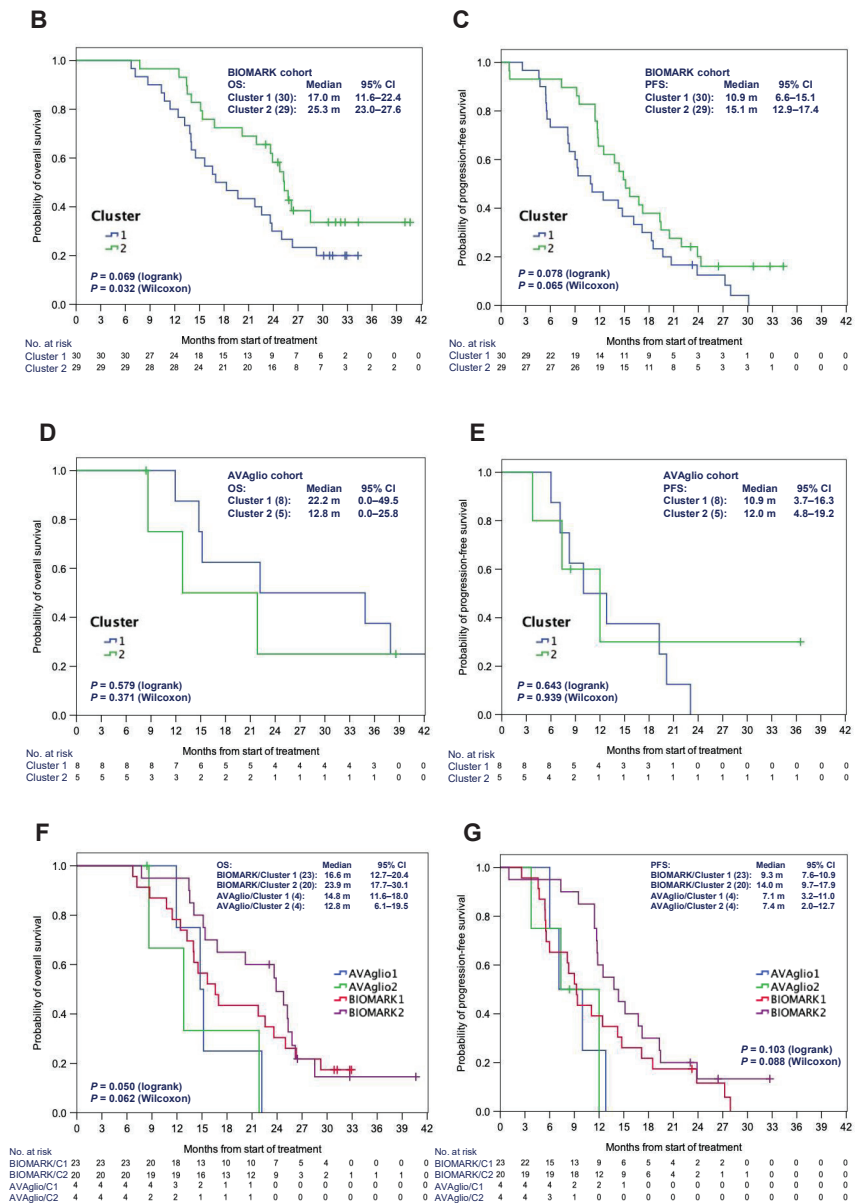 B
Probability of overall survival
1.0
0.8
0.6
0.4
0.2
0.0
BIOMARK cohort
OS: Median 95% CI
Cluster 1 (30): 17.0 m 11.6–22.4
Cluster 2 (29): 25.3 m 23.0–27.6
Cluster
1
2
P = 0.069 (logrank)
P = 0.032 (Wilcoxon)
0 3 6 9 12 15 18 21 24 27 30 33 36 39 42
Months from start of treatment
No. at risk
Cluster 1 30 30 30 27 24 18 15 13 9 7 6 2 0 0 0
Cluster 2 29 29 29 28 28 24 21 20 16 8 7 3 2 2 0
C
Probability of progression-free survival
1.0
0.8
0.6
0.4
0.2
0.0
BIOMARK cohort
PFS: Median 95% CI
Cluster 1 (30): 10.9 m 6.6–15.1
Cluster 2 (29): 15.1 m 12.9–17.4
Cluster
1
2
P = 0.078 (logrank)
P = 0.065 (Wilcoxon)
0 3 6 9 12 15 18 21 24 27 30 33 36 39 42
Months from start of treatment
No. at risk
Cluster 1 30 29 22 19 14 11 9 5 3 3 1 0 0 0 0
Cluster 2 29 27 27 26 19 15 11 8 5 3 3 1 0 0 0
D
Probability of overall survival
1.0
0.8
0.6
0.4
0.2
0.0
AVAglio cohort
OS: Median 95% CI
Cluster 1 (8): 22.2 m 0.0–49.5
Cluster 2 (5): 12.8 m 0.0–25.8
Cluster
1
2
P = 0.579 (logrank)
P = 0.371 (Wilcoxon)
0 3 6 9 12 15 18 21 24 27 30 33 36 39 42
Months from start of treatment
No. at risk
Cluster 1 8 8 8 8 7 6 5 5 4 4 4 4 3 0 0
Cluster 2 5 5 5 3 3 2 2 2 1 1 1 1 1 0 0
E
Probability of progression-free survival
1.0
0.8
0.6
0.4
0.2
0.0
AVAglio cohort
PFS: Median 95% CI
Cluster 1 (8): 10.9 m 3.7–16.3
Cluster 2 (5): 12.0 m 4.8–19.2
Cluster
1
2
P = 0.643 (logrank)
P = 0.939 (Wilcoxon)
0 3 6 9 12 15 18 21 24 27 30 33 36 39 42
Months from start of treatment
No. at risk
Cluster 1 8 8 8 5 4 3 3 1 0 0 0 0 0 0 0
Cluster 2 5 5 4 2 1 1 1 1 1 1 1 1 1 0 0
F
Probability of overall survival
1.0
0.8
0.6
0.4
0.2
0.0
OS: Median 95% CI
BIOMARK/Cluster 1 (23) 16.6 m 12.7–20.4
BIOMARK/Cluster 2 (20) 23.9 m 17.7–30.1
AVAglio/Cluster 1 (4) 14.8 m 11.6–18.0
AVAglio/Cluster 2 (4) 12.8 m 6.1–19.5
AVAglio1
AVAglio2
BIOMARK1
BIOMARK2
P = 0.050 (logrank)
P = 0.062 (Wilcoxon)
0 3 6 9 12 15 18 21 24 27 30 33 36 39 42
Months from start of treatment
No. at risk
BIOMARK/C1 23 23 23 20 18 13 10 10 7 5 4 0 0 0 0
BIOMARK/C2 20 20 20 19 19 16 13 12 9 3 2 1 1 1 0
AVAglio/C1 4 4 4 4 3 2 1 1 0 0 0 0 0 0 0
AVAglio/C2 4 4 4 2 2 1 1 1 0 0 0 0 0 0 0
G
Probability of progression-free survival
1.0
0.8
0.6
0.4
0.2
0.0
PFS: Median 95% CI
BIOMARK/Cluster 1 (23) 9.3 m 7.6–10.9
BIOMARK/Cluster 2 (20) 14.0 m 9.7–17.9
AVAglio/Cluster 1 (4) 7.1 m 3.2–11.0
AVAglio/Cluster 2 (4) 7.4 m 2.0–12.7
AVAglio1
AVAglio2
BIOMARK1
BIOMARK2
P = 0.103 (logrank)
P = 0.088 (Wilcoxon)
0 3 6 9 12 15 18 21 24 27 30 33 36 39 42
Months from start of treatment
No. at risk
BIOMARK/C1 23 22 15 13 9 6 5 4 2 2 0 0 0 0 0
BIOMARK/C2 20 19 19 18 12 9 6 4 2 1 1 0 0 0 0
AVAglio/C1 4 4 4 2 2 1 0 0 0 0 0 0 0 0 0
AVAglio/C2 4 4 3 1 0 0 0 0 0 0 0 0 0 0 0